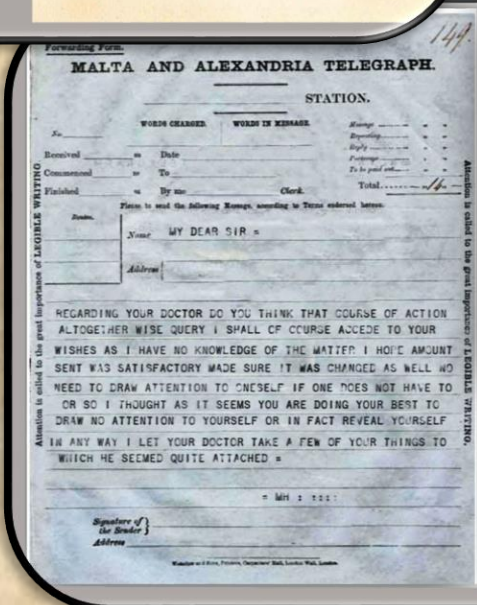 149.
Forwarding Form.
MALTA AND ALEXANDRIA TELEGRAPH.
STATION.
WORDS CHARGED. WORDS IN MESSAGE.
No.
Message
Repeating
Reply
Porterage
To be paid out
Total
Received Date
Commenced To
Finished By me Clerk.
Please to send the following Message, according to Terms endorsed hereon.
Name MY DEAR SIR =
Address
REGARDING YOUR DOCTOR DO YOU THINK THAT COURSE OF ACTION
ALTOGETHER WISE QUERY I SHALL OF COURSE ACCEDE TO YOUR
WISHES AS I HAVE NO KNOWLEDGE OF THE MATTER I HOPE AMOUNT
SENT WAS SATISFACTORY MADE SURE IT WAS CHANGED AS WELL NO
NEED TO DRAW ATTENTION TO ONESELF IF ONE DOES NOT HAVE TO
OR SO I THOUGHT AS IT SEEMS YOU ARE DOING YOUR BEST TO
DRAW NO ATTENTION TO YOURSELF OR IN FACT REVEAL YOURSELF
IN ANY WAY I LET YOUR DOCTOR TAKE A FEW OF YOUR THINGS TO
WHICH HE SEEMED QUITE ATTACHED =
Signature of
the Sender
Address
Attention is called to the great importance of LEGIBLE WRITING.
Attention is called to the great importance of LEGIBLE WRITING.